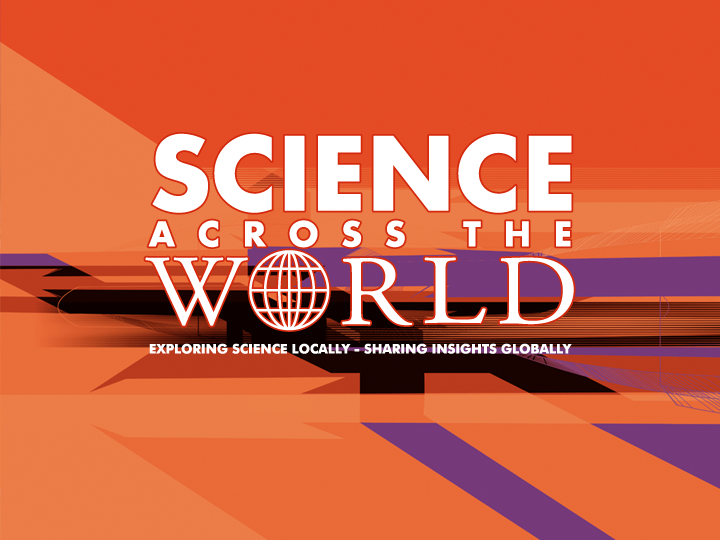 SCIENCE
ACROSS THE
WORLD
EXPLORING SCIENCE LOCALLY - SHARING INSIGHTS GLOBALLY